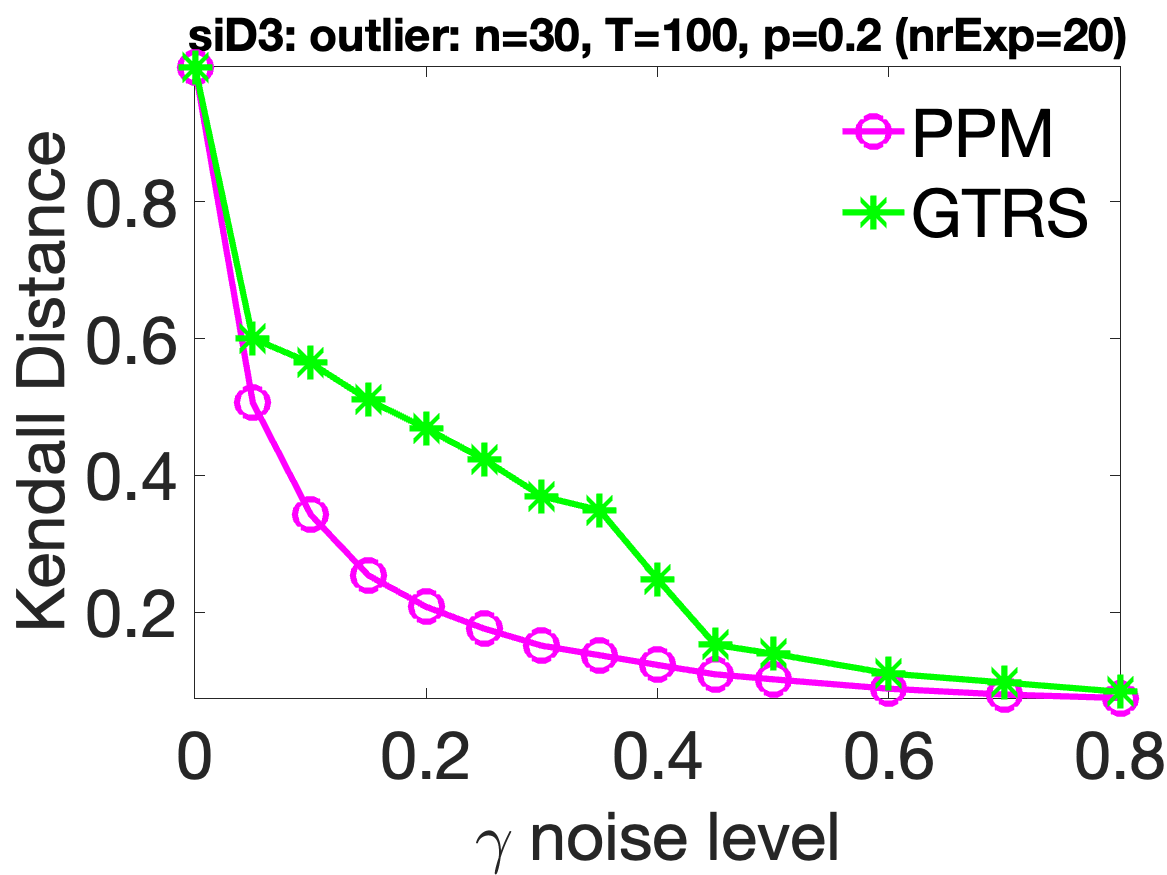 siD3: outlier: n=30, T=100, p=0.2 (nrExp=20)
PPM
GTRS
Kendall Distance
0.8
0.6
0.4
0.2
0
0.2
0.4
0.6
0.8
γ noise level